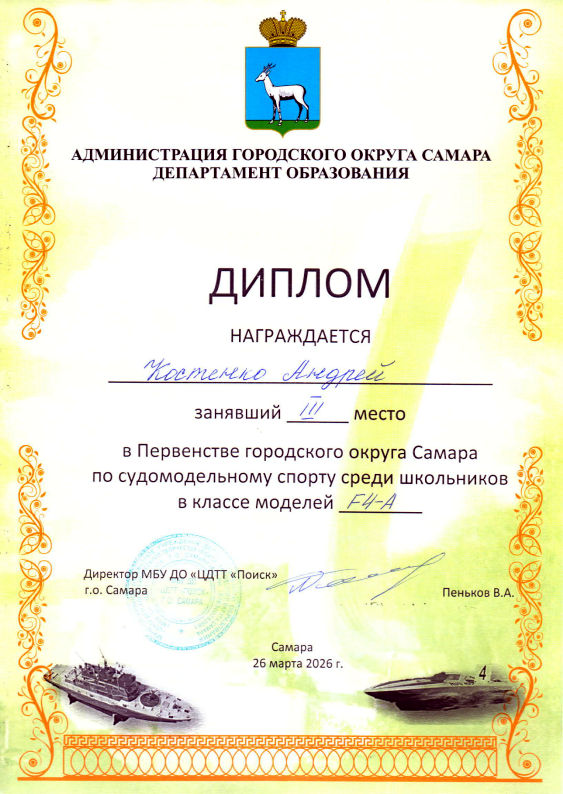 АДМИНИСТРАЦИЯ ГОРОДСКОГО ОКРУГА САМАРА
ДЕПАРТАМЕНТ ОБРАЗОВАНИЯ
ДИПЛОМ
НАГРАЖДАЕТСЯ
Костенко Андрей
занявший III место
в Первенстве городского округа Самара
по судомодельному спорту среди школьников
в классе моделей F4-A
Директор МБУ ДО «ЦДТТ «Поиск»
г.о. Самара
Пеньков В.А.
Самара
26 марта 2026 г.
4